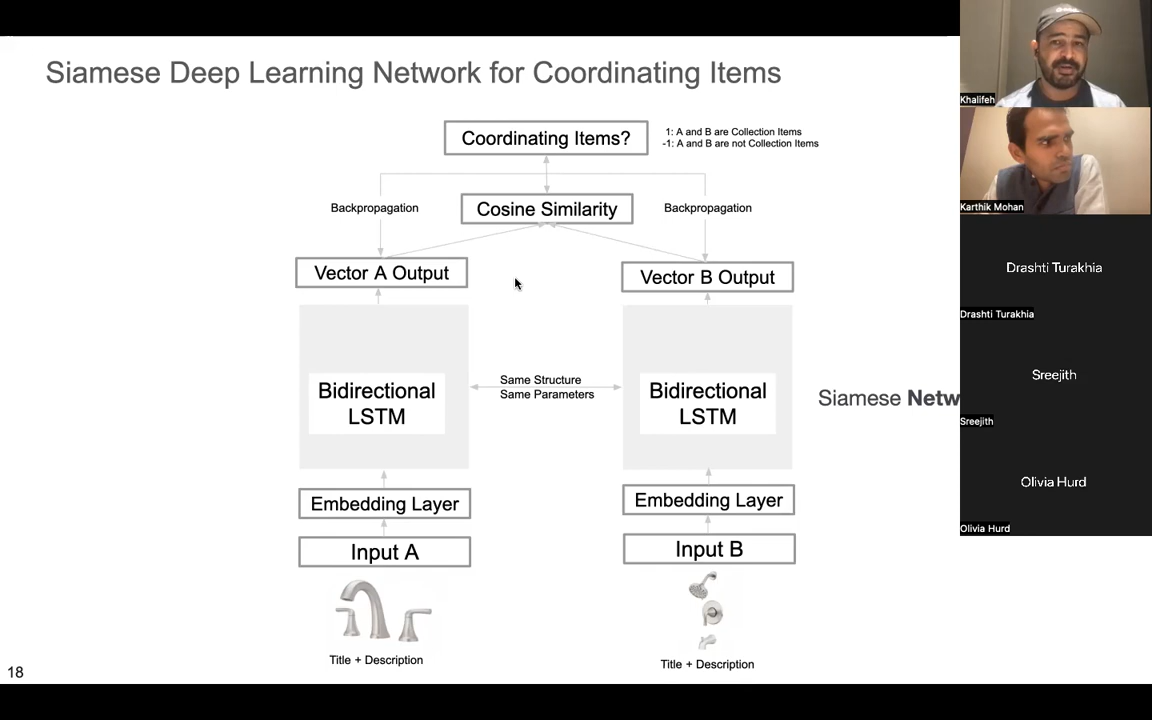 Siamese Deep Learning Network for Coordinating Items
Coordinating Items?
1: A and B are Collection Items
-1: A and B are not Collection Items
Backpropagation
Cosine Similarity
Backpropagation
Vector A Output
Vector B Output
Bidirectional
LSTM
Same Structure
Same Parameters
Bidirectional
LSTM
Siamese Netw
Embedding Layer
Embedding Layer
Input A
Input B
Title + Description
Title + Description
18
Khalifeh
Karthik Mohan
Drashti Turakhia
Drashti Turakhia
Sreejith
Sreejith
Olivia Hurd
Olivia Hurd